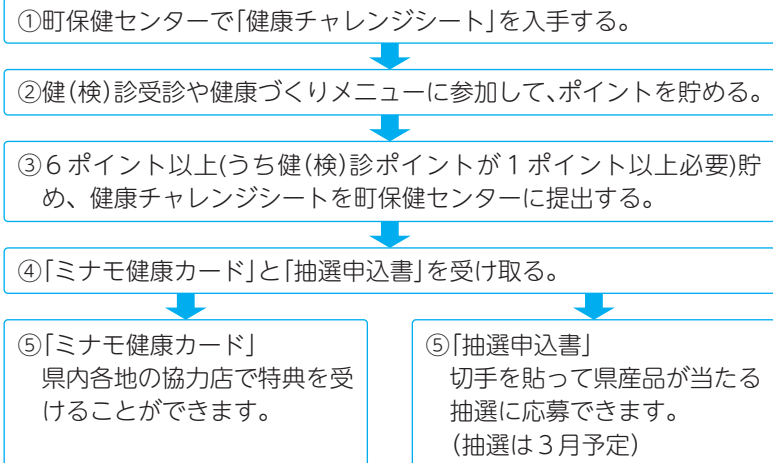 ①町保健センターで「健康チャレンジシート」を入手する。
②健(検)診受診や健康づくりメニューに参加して、ポイントを貯める。
③6ポイント以上(うち健(検)診ポイントが1ポイント以上必要)貯
め、健康チャレンジシートを町保健センターに提出する。
④「ミナモ健康カード」と「抽選申込書」を受け取る。
⑤「ミナモ健康カード」
県内各地の協力店で特典を受
けることができます。
⑤「抽選申込書」
切手を貼って県産品が当たる
抽選に応募できます。
(抽選は3月予定)